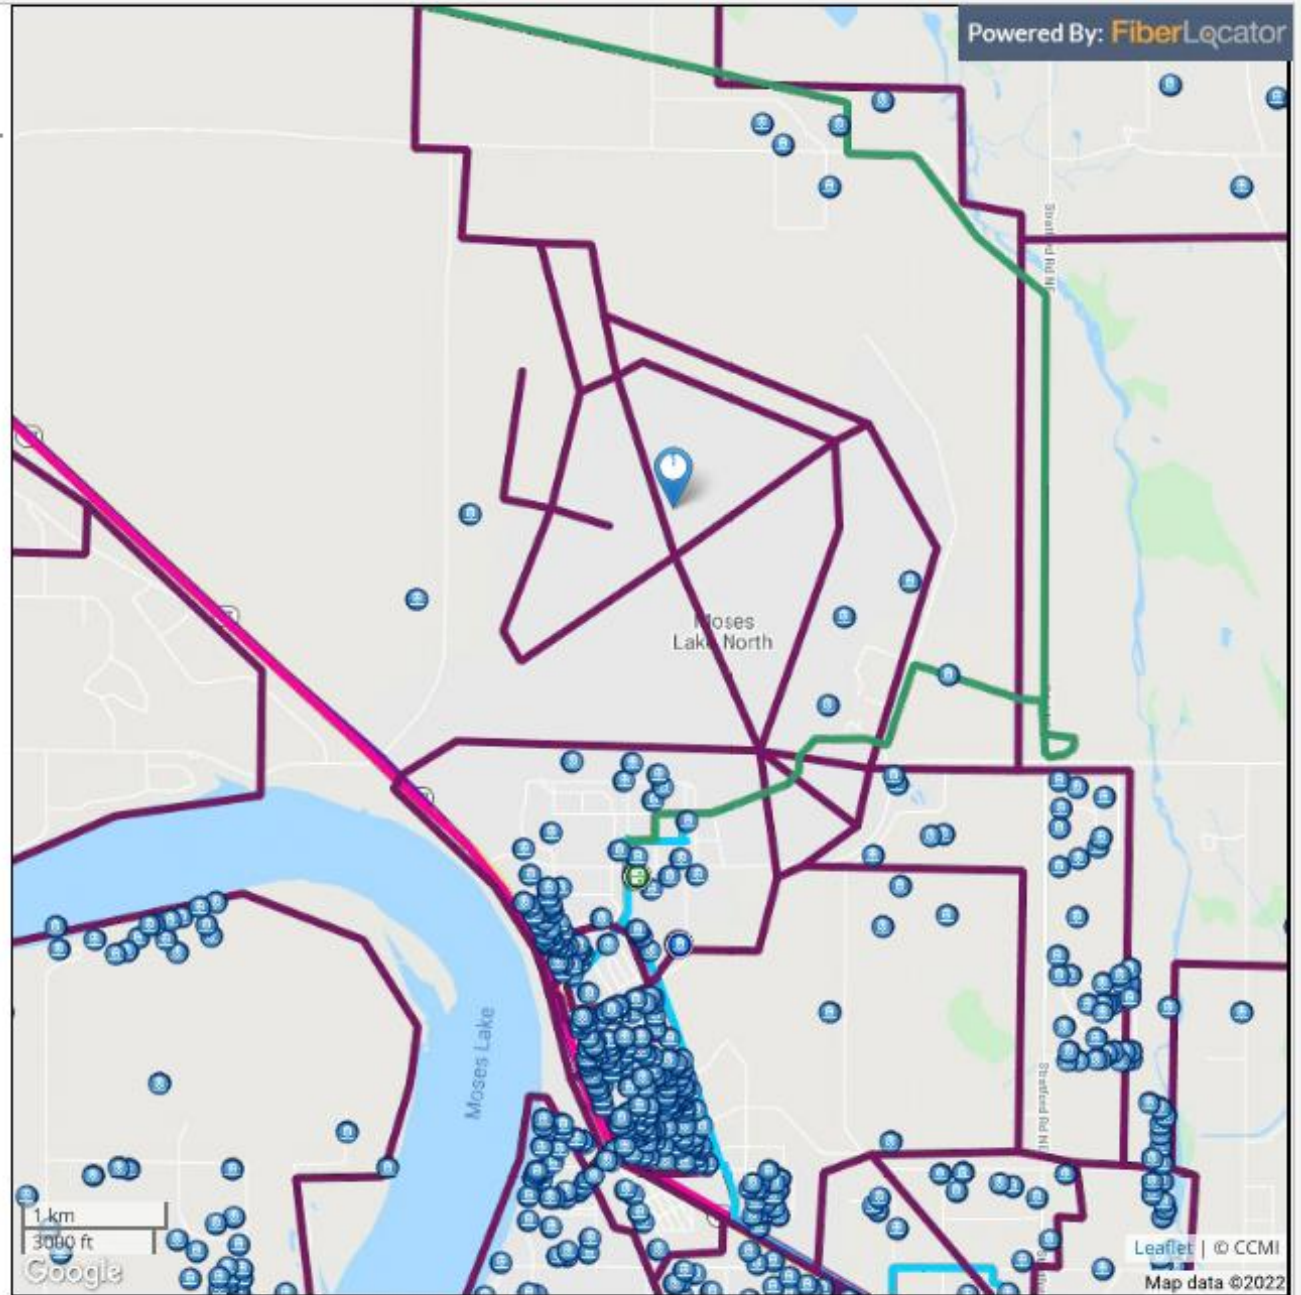 Powered By: FiberLocator
Stratford Rd NE
Moses
Lake North
Moses Lake
Stratford Rd NE
1 km
3000 ft
Google
Leaflet | © CCMI
Map data ©2022